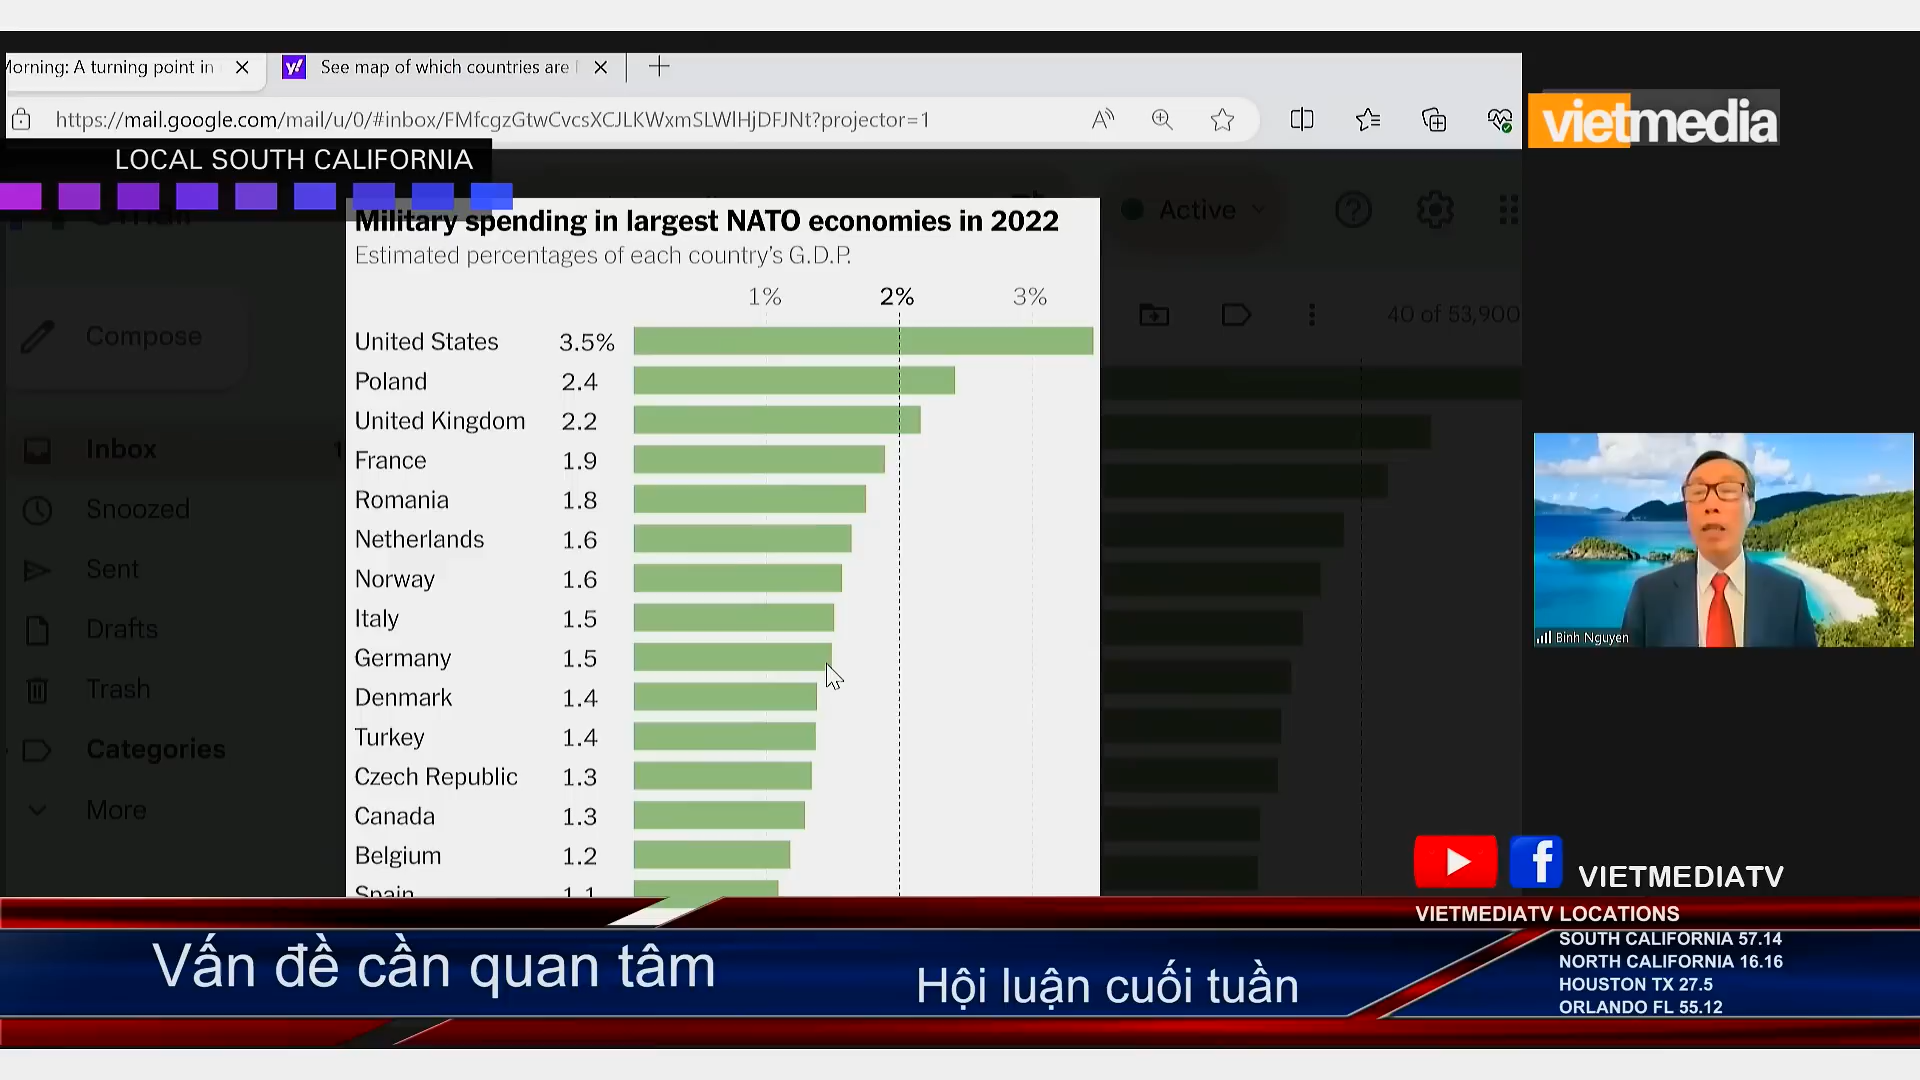 Morning: A turning point in
See map of which countries are
https://mail.google.com/mail/u/0/#inbox/FMfcgzGtwCvcsXCJLKWxmSLWlHjDFJNt?projector=1
vietmedia
LOCAL SOUTH CALIFORNIA
Active
Military spending in largest NATO economies in 2022
Estimated percentages of each country's G.D.P.
1% 2% 3%
40 of 53,900
Compose
Inbox
Snoozed
Sent
Drafts
Trash
Categories
More
United States 3.5%
Poland 2.4
United Kingdom 2.2
France 1.9
Romania 1.8
Netherlands 1.6
Norway 1.6
Italy 1.5
Germany 1.5
Denmark 1.4
Turkey 1.4
Czech Republic 1.3
Canada 1.3
Belgium 1.2
Spain 1.1
Binh Nguyen
VIETMEDIATV
VIETMEDIATV LOCATIONS
SOUTH CALIFORNIA 57.14
NORTH CALIFORNIA 16.16
HOUSTON TX 27.5
ORLANDO FL 55.12
Vấn đề cần quan tâm
Hội luận cuối tuần